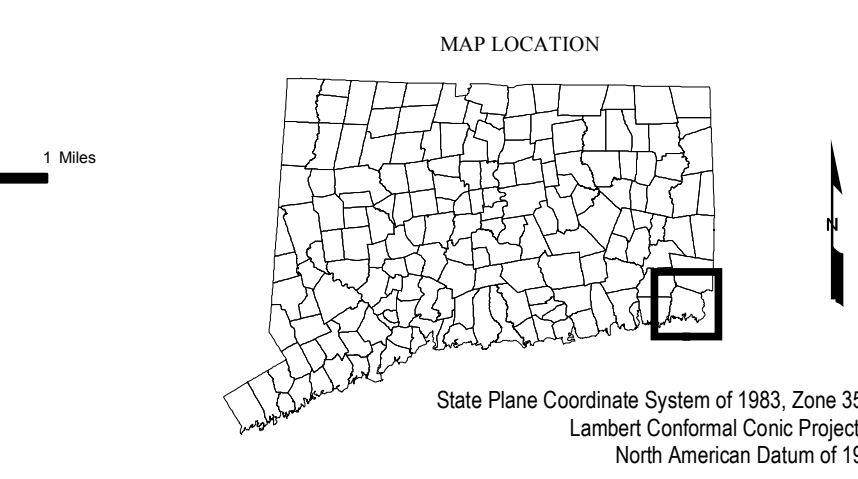 MAP LOCATION
1 Miles
N
State Plane Coordinate System of 1983, Zone 35
Lambert Conformal Conic Project
North American Datum of 19